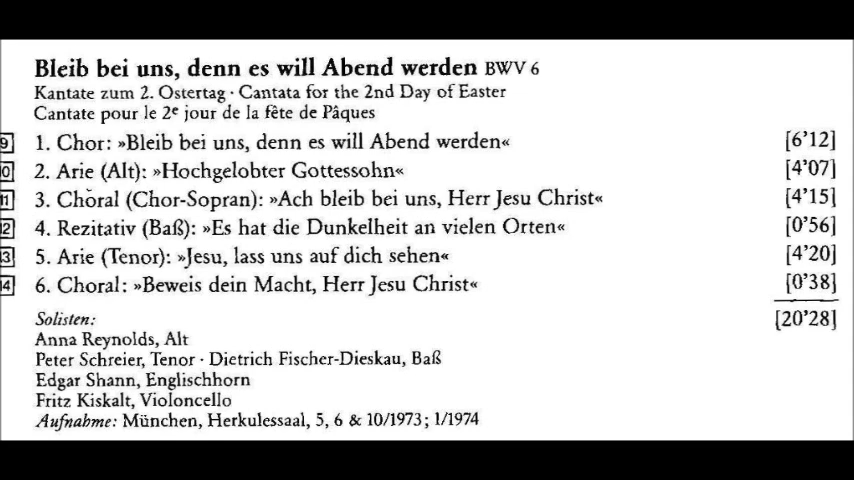 Bleib bei uns, denn es will Abend werden BWV 6
Kantate zum 2. Ostertag · Cantata for the 2nd Day of Easter
Cantate pour le 2e jour de la fête de Pâques
9 1. Chor: »Bleib bei uns, denn es will Abend werden« [6’12]
0 2. Arie (Alt): »Hochgelobter Gottessohn« [4’07]
11 3. Choral (Chor-Sopran): »Ach bleib bei uns, Herr Jesu Christ« [4’15]
12 4. Rezitativ (Baß): »Es hat die Dunkelheit an vielen Orten« [0’56]
13 5. Arie (Tenor): »Jesu, lass uns auf dich sehen« [4’20]
14 6. Choral: »Beweis dein Macht, Herr Jesu Christ« [0’38]
[20’28]
Solisten:
Anna Reynolds, Alt
Peter Schreier, Tenor · Dietrich Fischer-Dieskau, Baß
Edgar Shann, Englischhorn
Fritz Kiskalt, Violoncello
Aufnahme: München, Herkulessaal, 5, 6 & 10/1973; 1/1974